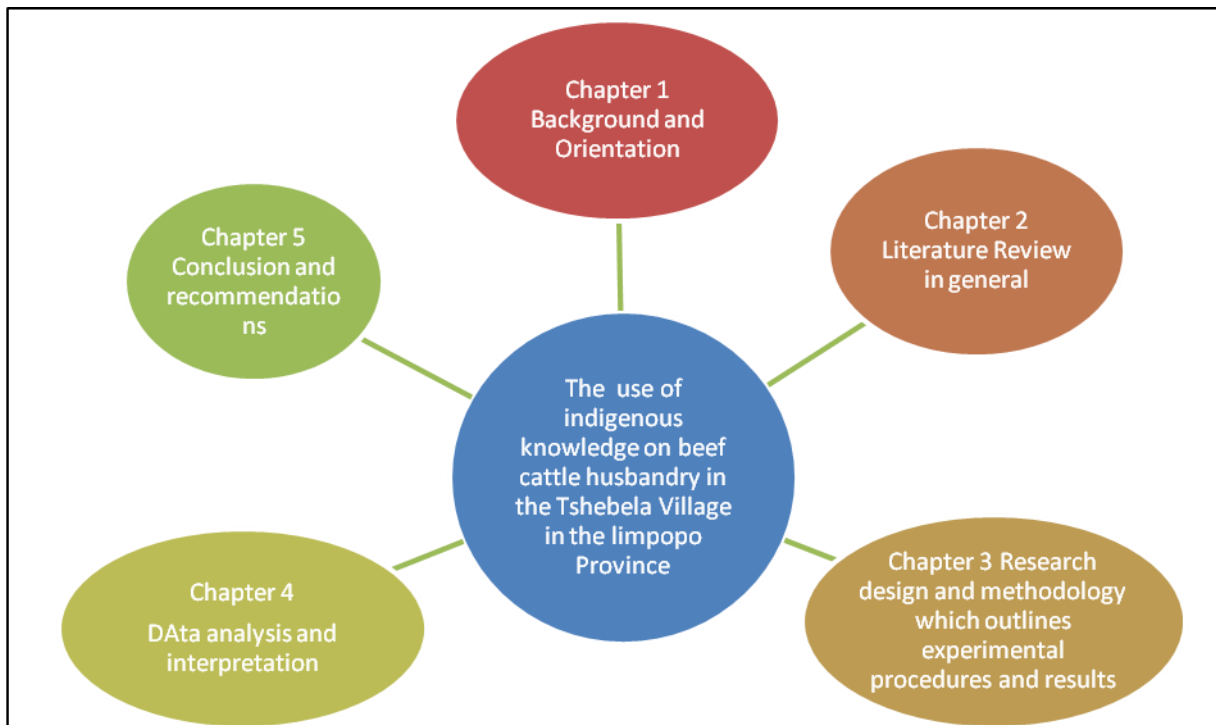 Chapter 1
Background and
Orientation
Chapter 2
Literature Review
in general
Chapter 3 Research
design and methodology
which outlines
experimental
procedures and results
Chapter 4
DAta analysis and
interpretation
Chapter 5
Conclusion and
recommendatio
ns
The use of
indigenous
knowledge on beef
cattle husbandry in
the Tshebela Village
in the limpopo
Province